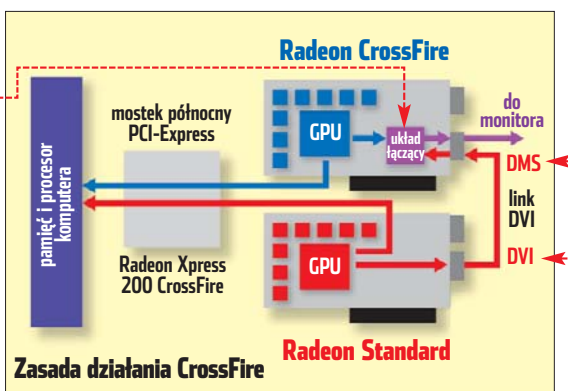 Radeon CrossFire
mostek północny
PCI-Express
GPU
układ
łączący
do
monitora
DMS
link
DVI
DVI
pamięć i procesor
komputera
Radeon Xpress
200 CrossFire
GPU
Radeon Standard
Zasada działania CrossFire